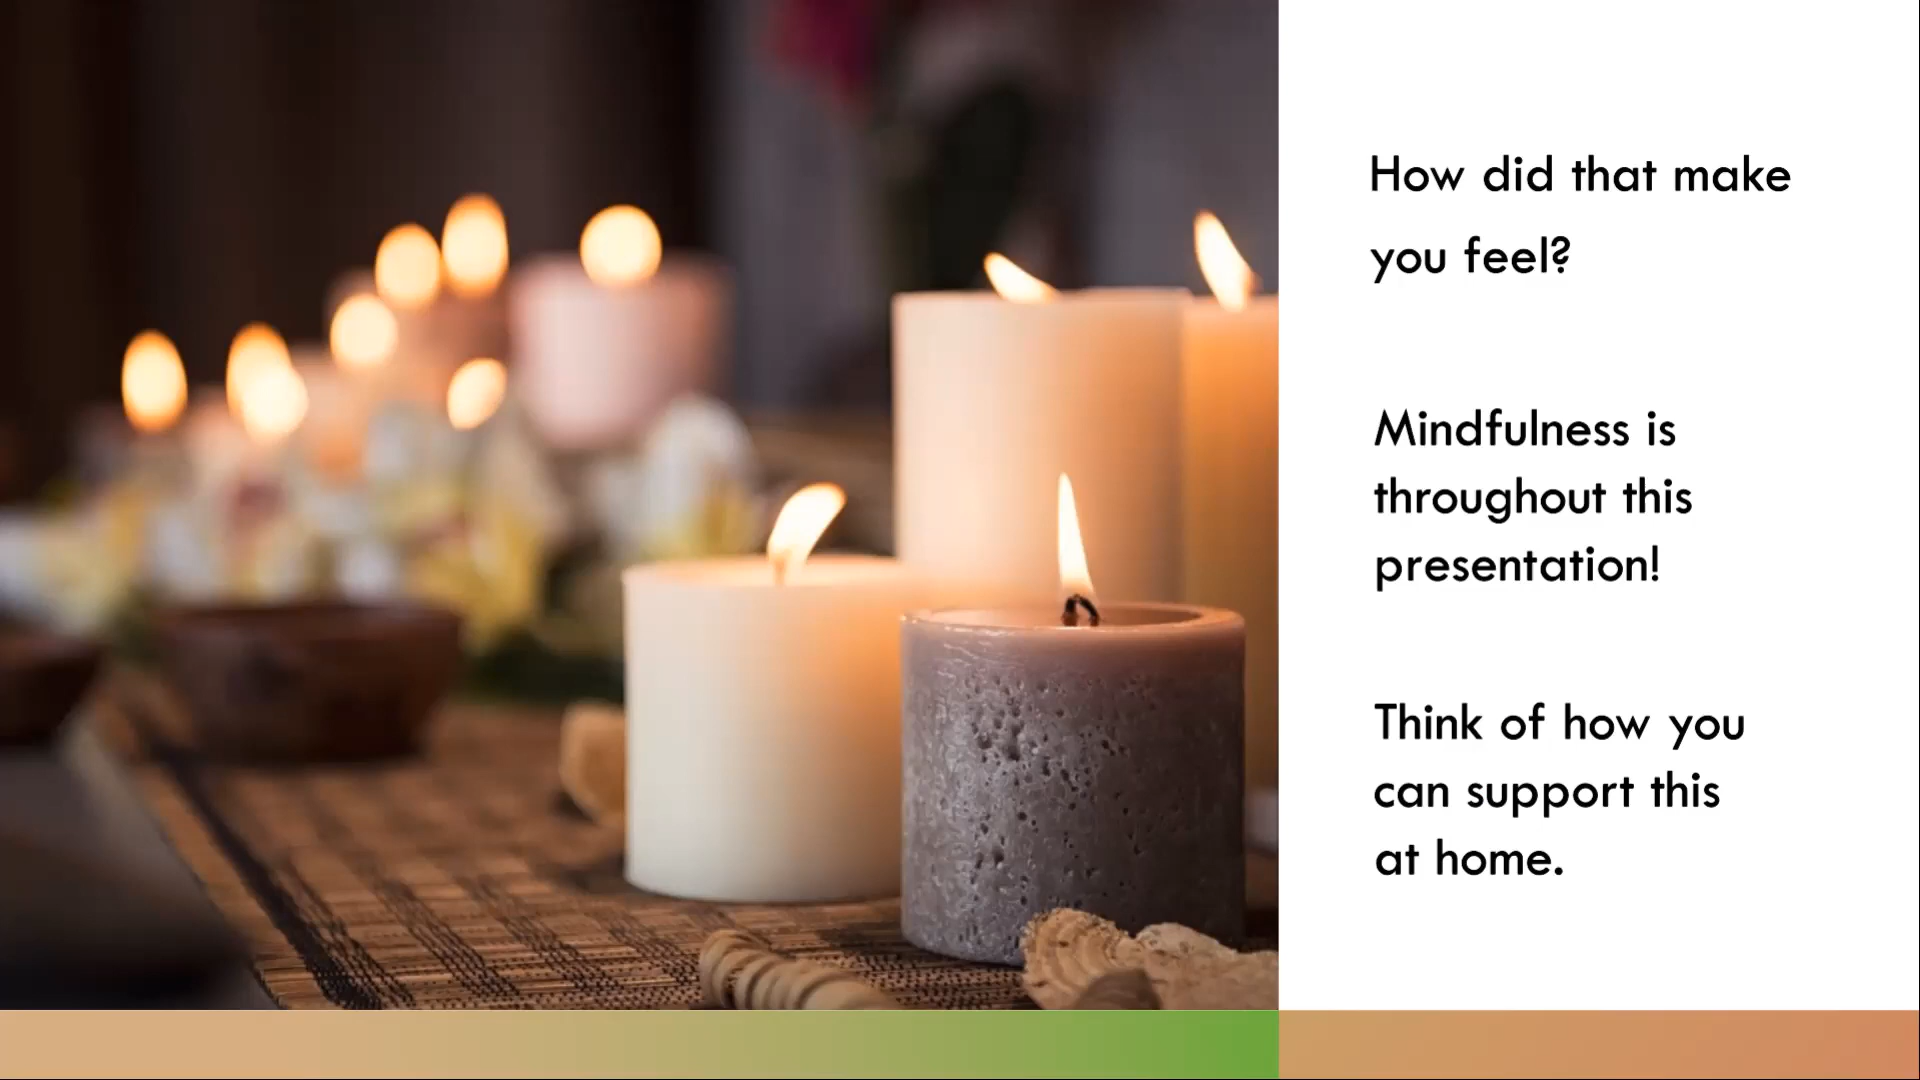 How did that make
you feel?
Mindfulness is
throughout this
presentation!
Think of how you
can support this
at home.